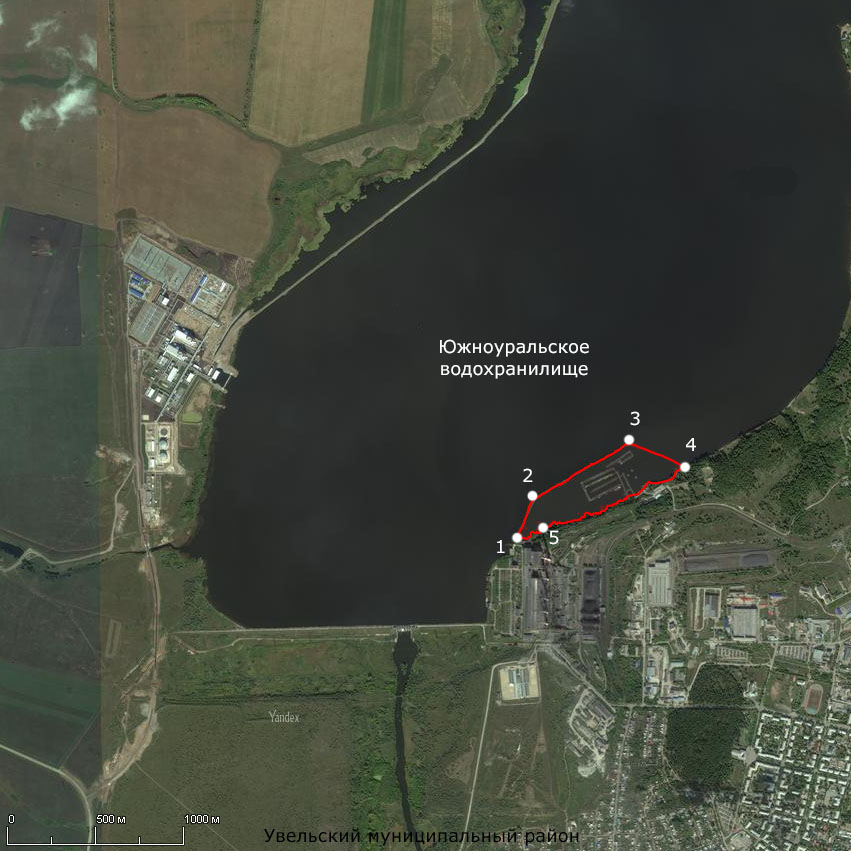 Южноуральское
водохранилище
3
4
2
1
5
Yandex
0 500 м 1000 м
Увельский муниципальный район